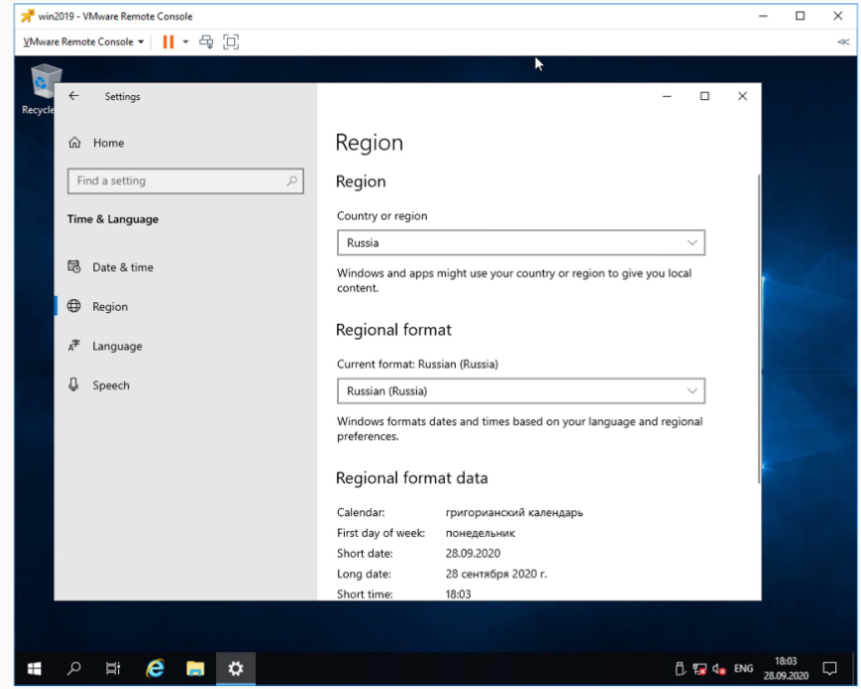 win2019 - VMware Remote Console
VMware Remote Console
Recycle
Settings
Home
Find a setting
Time & Language
Date & time
Region
Language
Speech
Region
Region
Country or region
Russia
Windows and apps might use your country or region to give you local
content.
Regional format
Current format: Russian (Russia)
Russian (Russia)
Windows formats dates and times based on your language and regional
preferences.
Regional format data
Calendar: григорианский календарь
First day of week: понедельник
Short date: 28.09.2020
Long date: 28 сентября 2020 г.
Short time: 18:03
ENG
18:03
28.09.2020